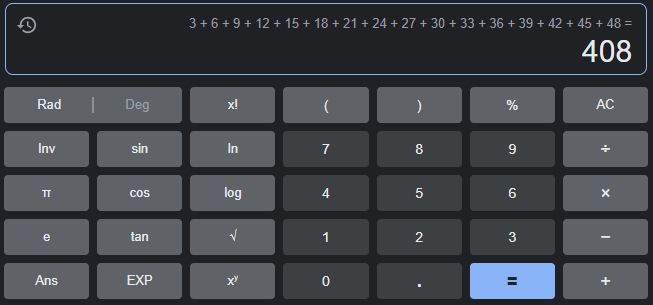 3 + 6 + 9 + 12 + 15 + 18 + 21 + 24 + 27 + 30 + 33 + 36 + 39 + 42 + 45 + 48 =
408
Rad | Deg x! ( ) % AC
Inv sin ln 7 8 9 ÷
π cos log 4 5 6 ×
e tan √ 1 2 3 −
Ans EXP xʸ 0 . = +